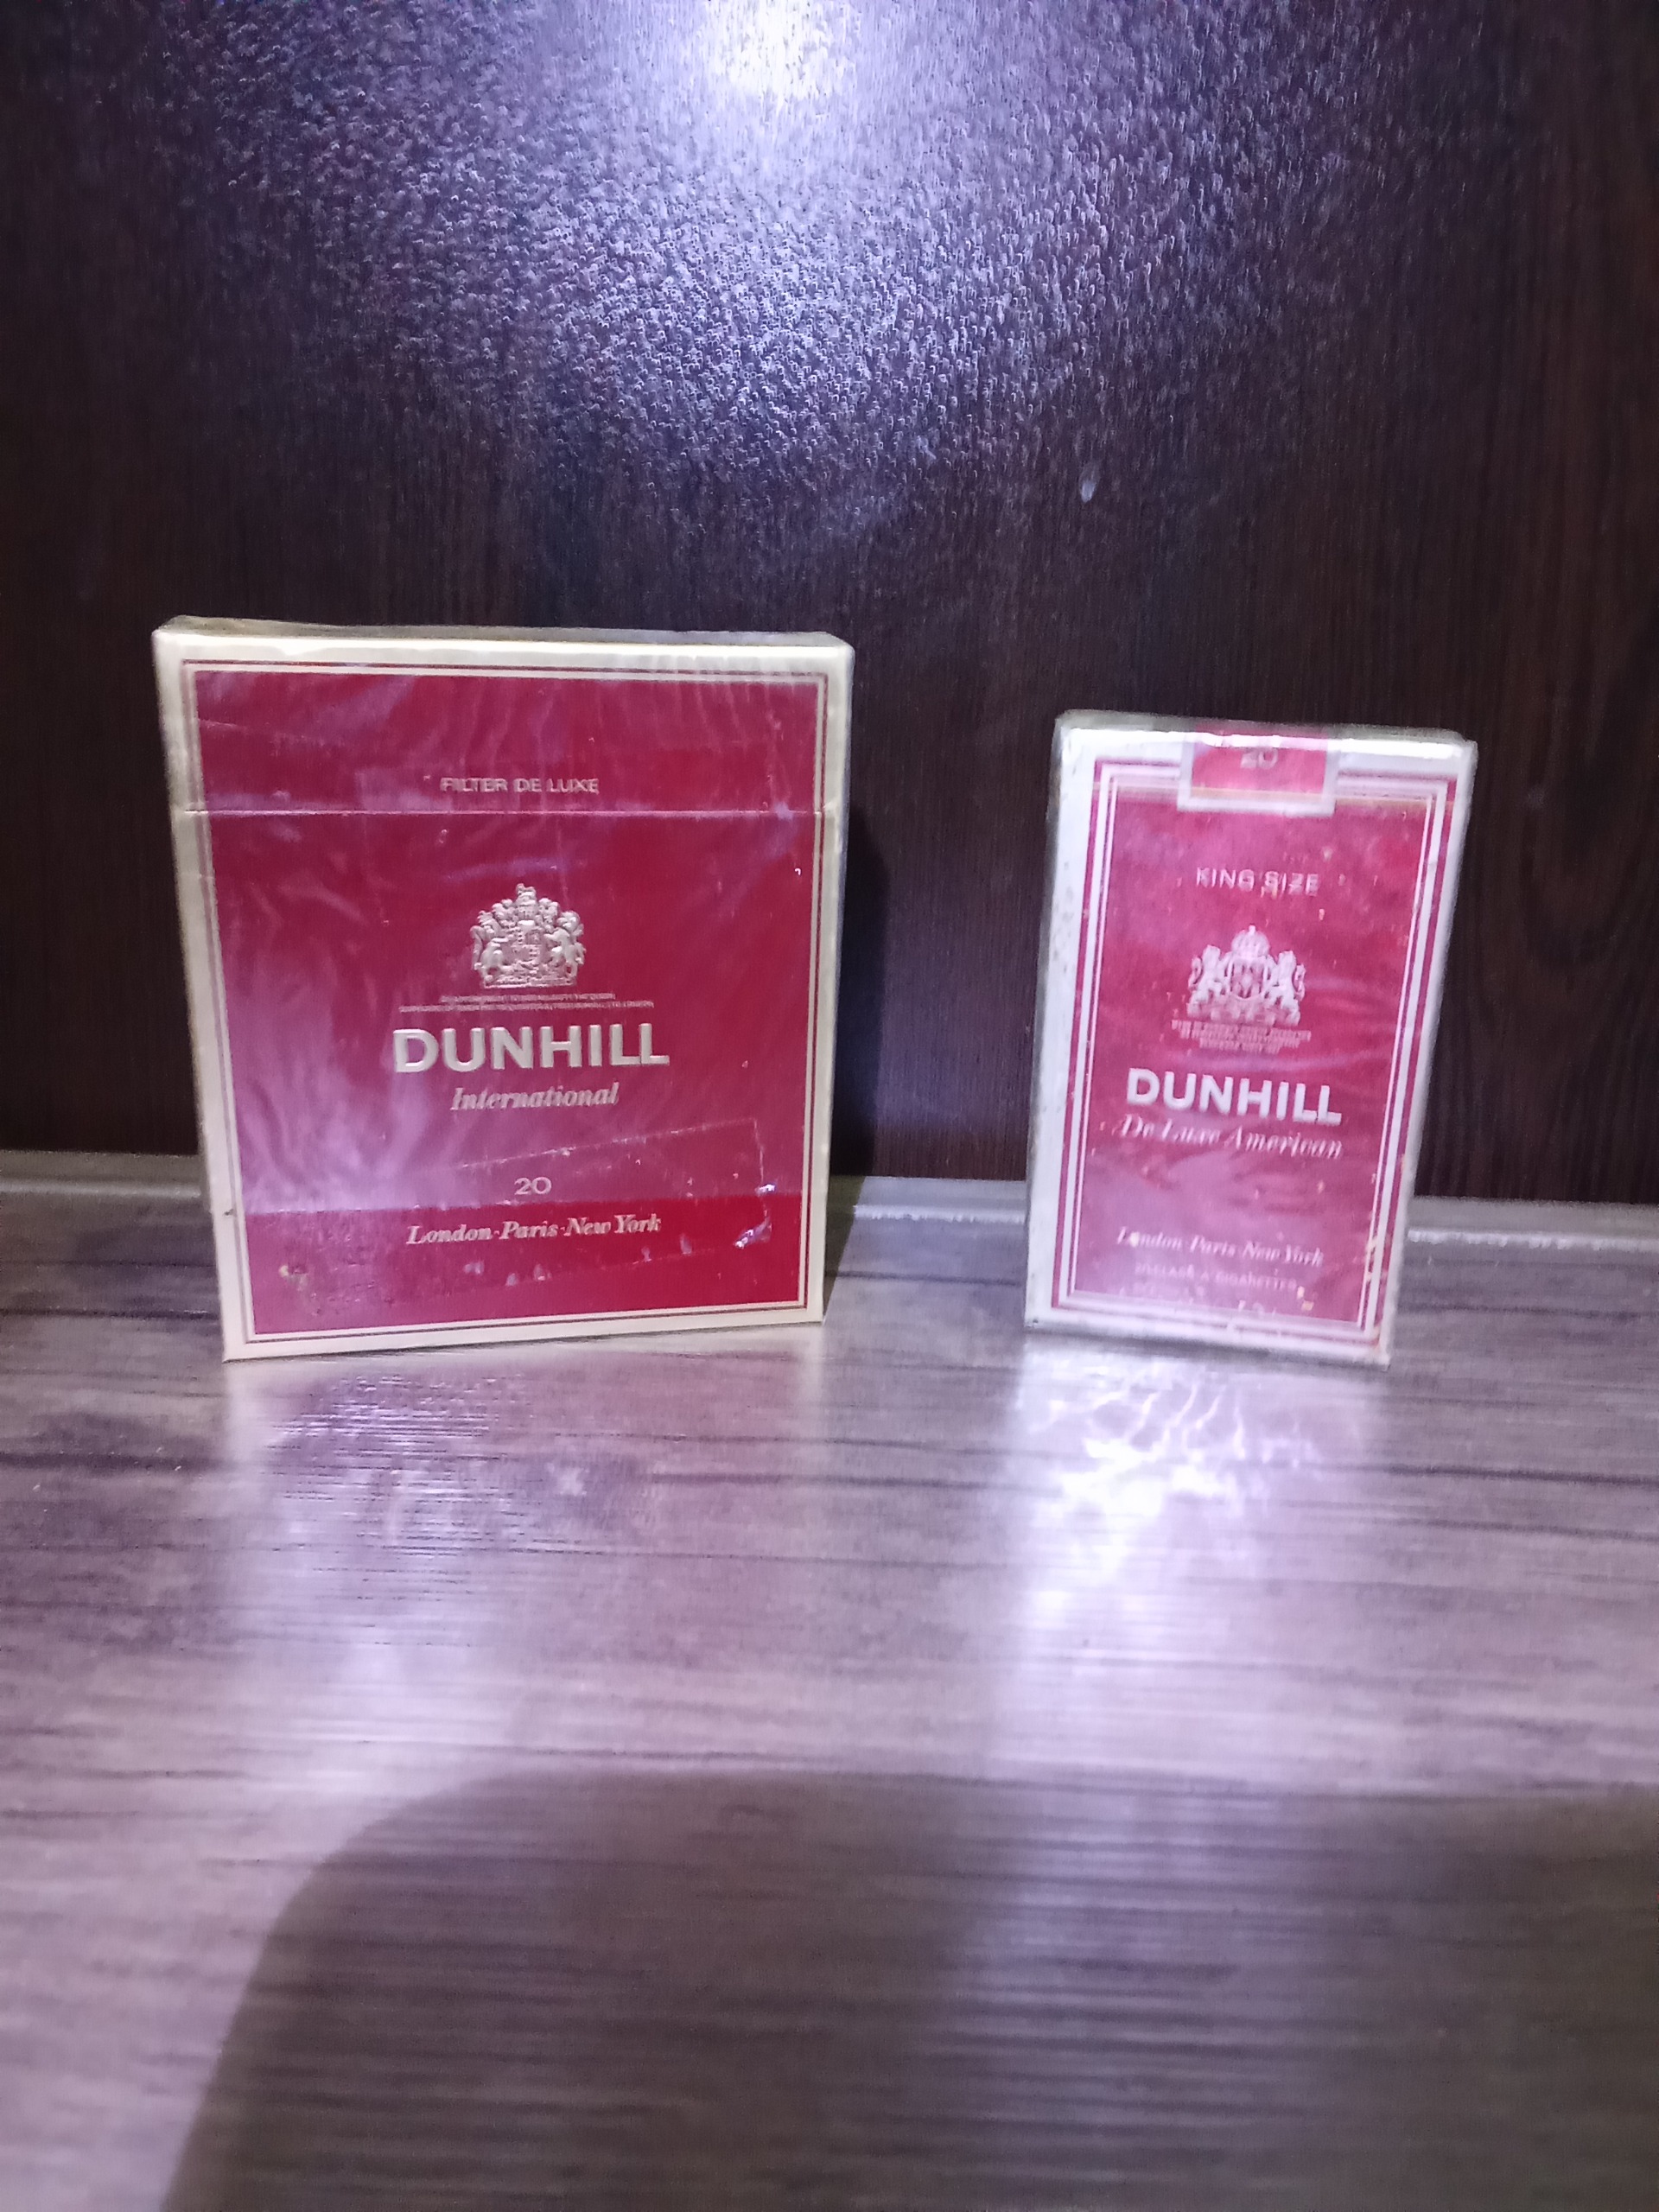 FILTER DE LUXE
DUNHILL
International
20
London·Paris·New York
20
KING SIZE
DUNHILL
De Luxe American
London·Paris·New York